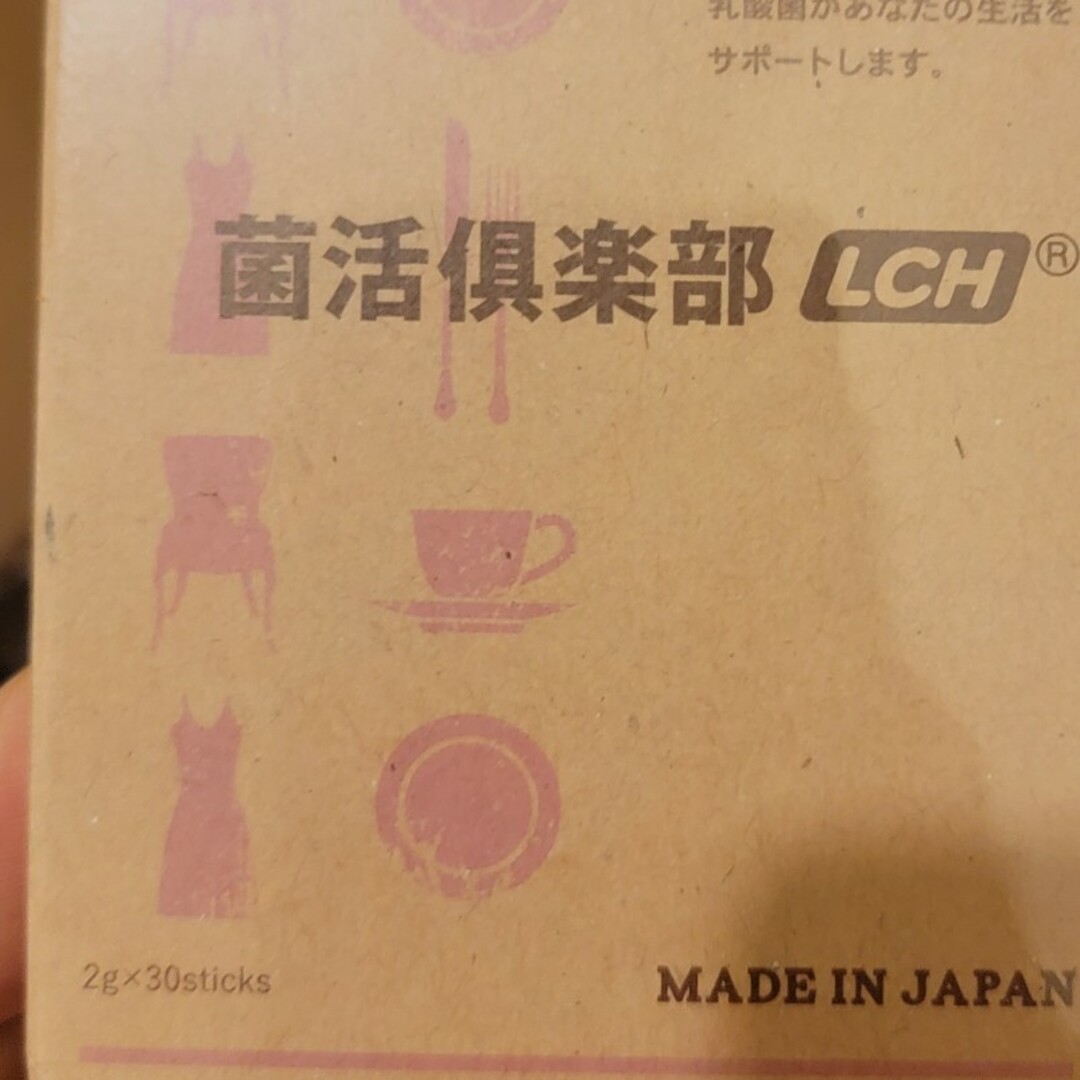 乳酸菌があなたの生活を
サポートします。
菌活倶楽部 LCH®
2g×30sticks
MADE IN JAPAN